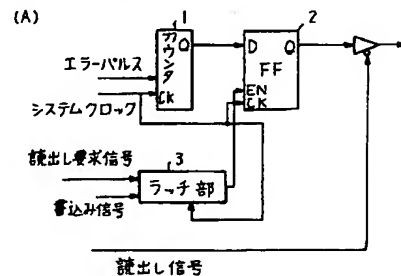 (A)
1
2
カウンタ
Q
D
Q
FF
エラーパルス
EN
CK
CK
システムクロック
3
読出し要求信号
ラッチ部
書込み信号
読出し信号